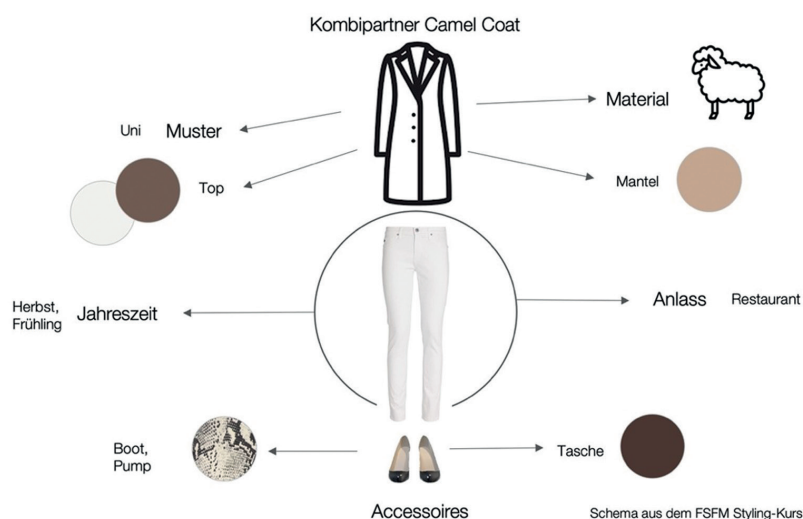 Kombipartner Camel Coat
Material
Uni Muster
Top
Mantel
Herbst,
Frühling
Jahreszeit
Anlass Restaurant
Boot,
Pump
Tasche
Accessoires
Schema aus dem FSFM Styling-Kurs